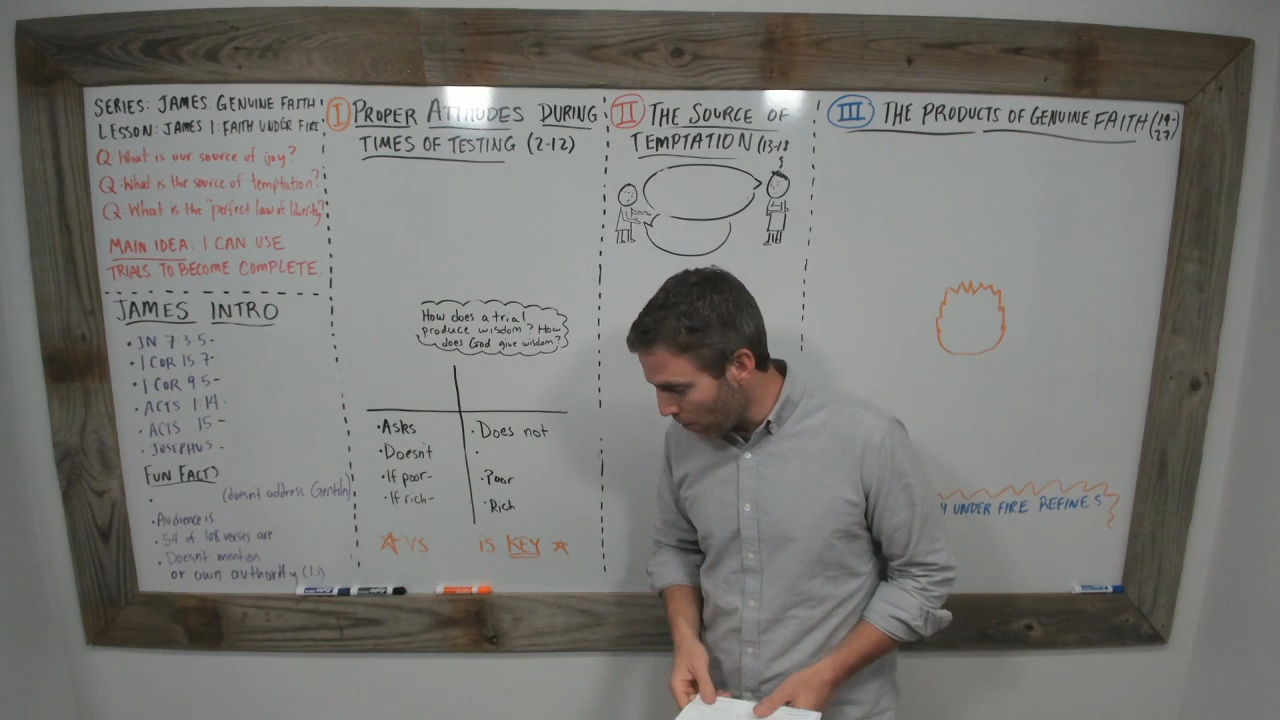 SERIES: JAMES GENUINE FAITH
LESSON: JAMES 1: FAITH UNDER FIRE
Q: What is our source of joy?
Q: What is the source of temptation?
Q: What is the "perfect law of liberty?"
MAIN IDEA: I CAN USE
TRIALS TO BECOME COMPLETE.
JAMES INTRO
• JN 7 3-5-
• 1 COR 15:7-
• 1 COR 9:5-
• ACTS 1:14-
• ACTS 15-
• JOSEPHUS -
FUN FACTS
• (doesn't address Gentiles)
• Audience is
• 54 of 108 verses are
• Doesn't mention
or own authority (1:1)
I PROPER ATTITUDES DURING
TIMES OF TESTING (2-12)
How does a trial
produce wisdom? How
does God give wisdom?
• Asks
• Doesn't
• If poor-
• If rich-
• Does not
•
• Poor
• Rich
VS IS KEY
II THE SOURCE OF
TEMPTATION (13-18
III THE PRODUCTS OF GENUINE FAITH (19-
27)
UNDER FIRE REFINES